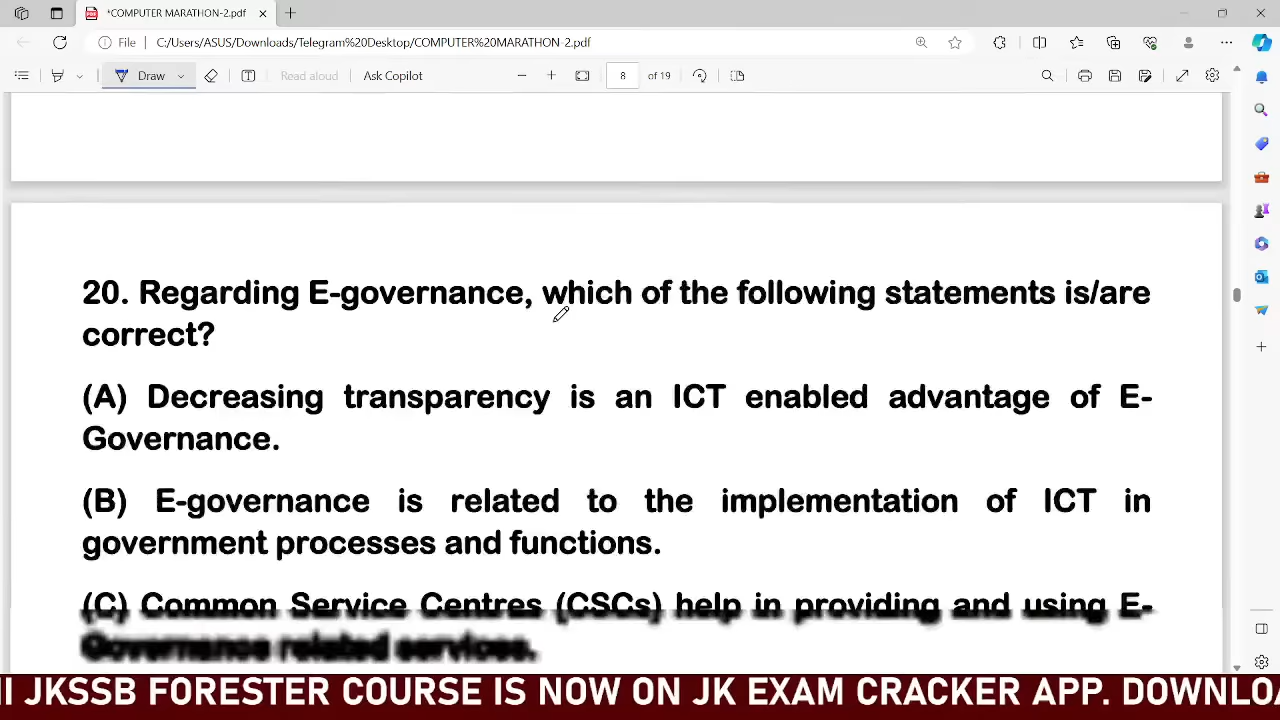 *COMPUTER MARATHON-2.pdf
File C:/Users/ASUS/Downloads/Telegram%20Desktop/COMPUTER%20MARATHON-2.pdf
Draw Read aloud Ask Copilot 8 of 19
20. Regarding E-governance, which of the following statements is/are
correct?
(A) Decreasing transparency is an ICT enabled advantage of E-
Governance.
(B) E-governance is related to the implementation of ICT in
government processes and functions.
(C) Common Service Centres (CSCs) help in providing and using E-
Governance related services.
II JKSSB FORESTER COURSE IS NOW ON JK EXAM CRACKER APP. DOWNLO